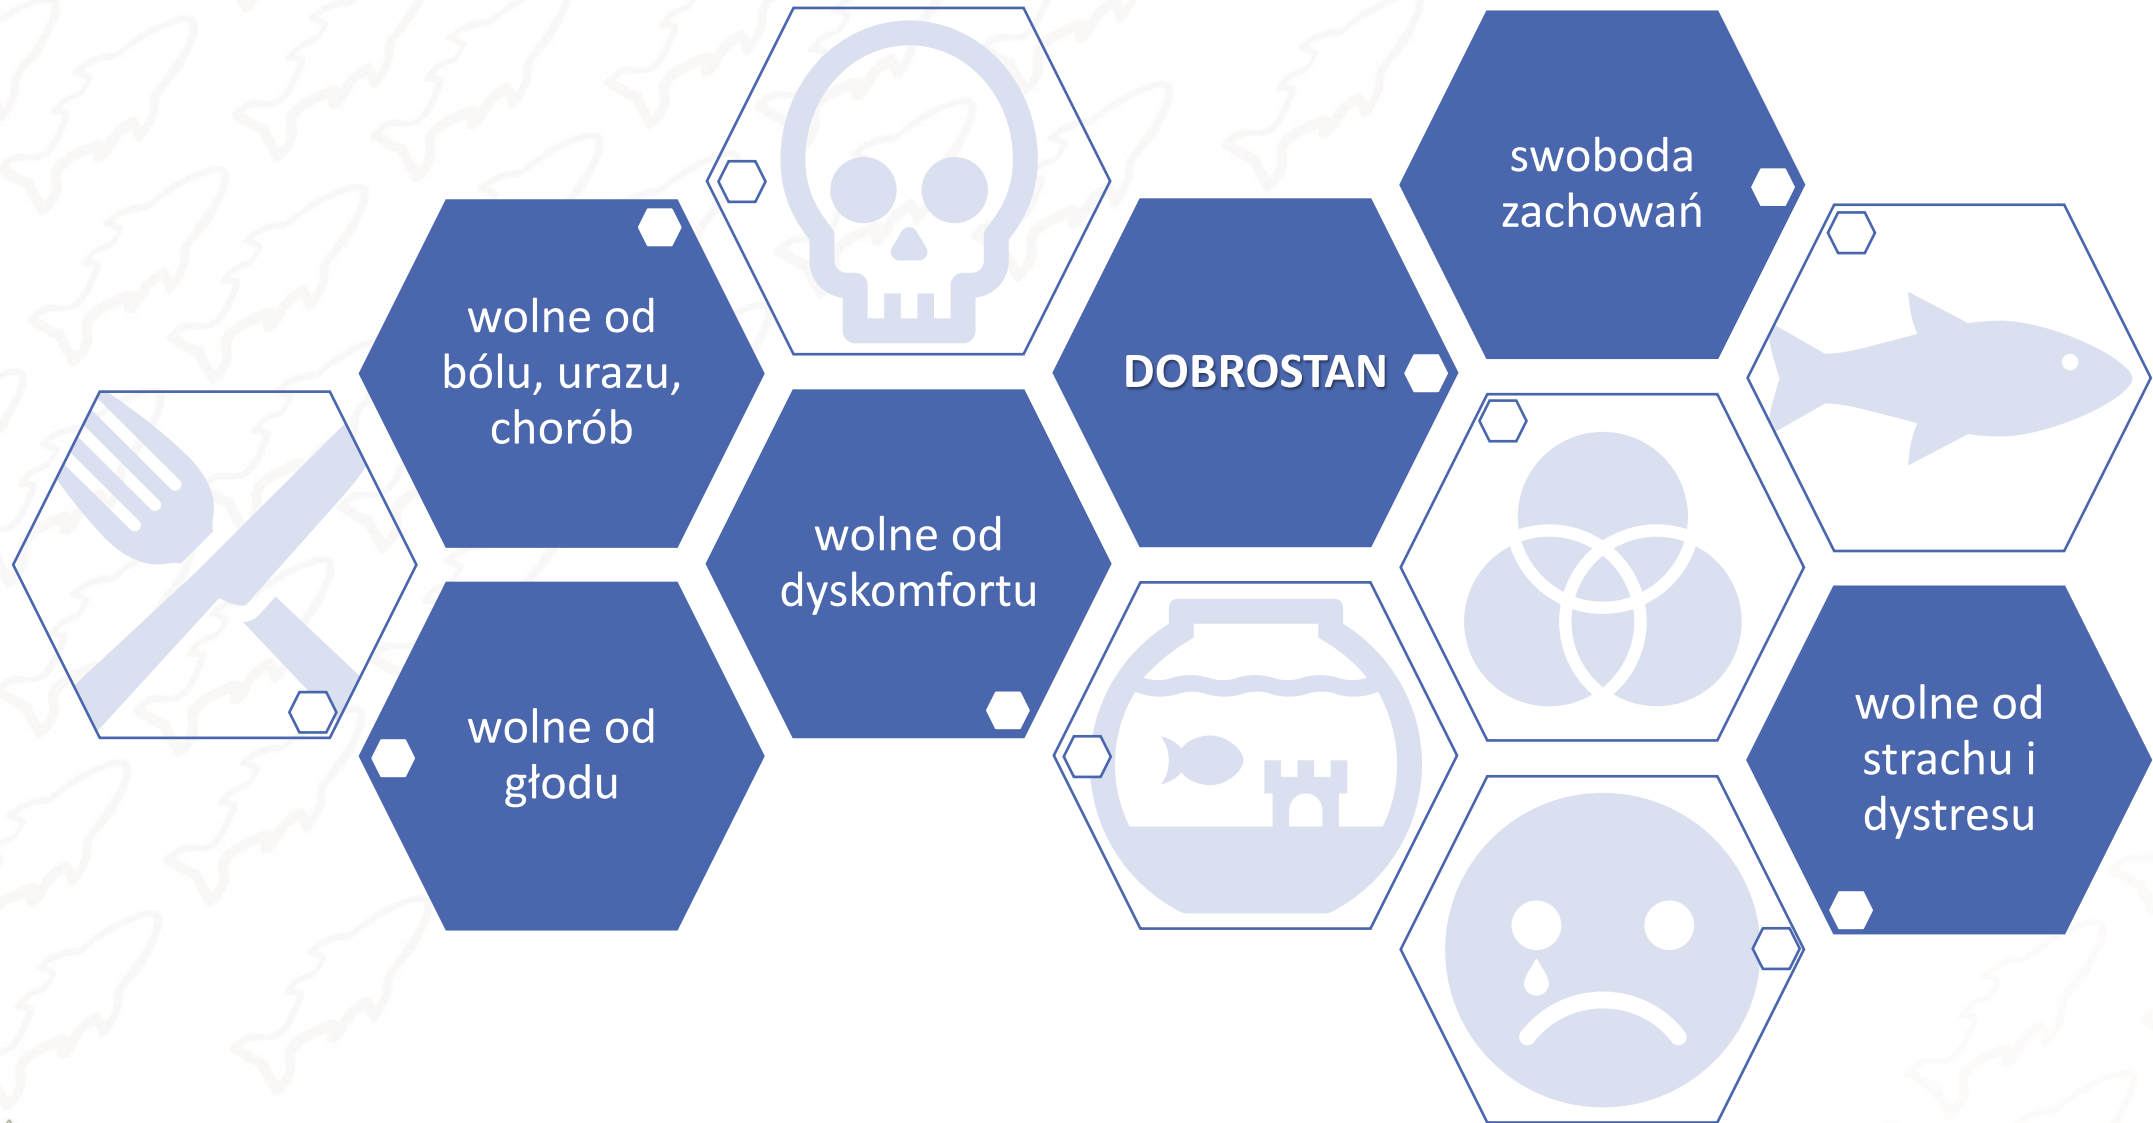 wolne od
bólu, urazu,
chorób
wolne od
głodu
wolne od
dyskomfortu
DOBROSTAN
swoboda
zachowań
wolne od
strachu i
dystresu